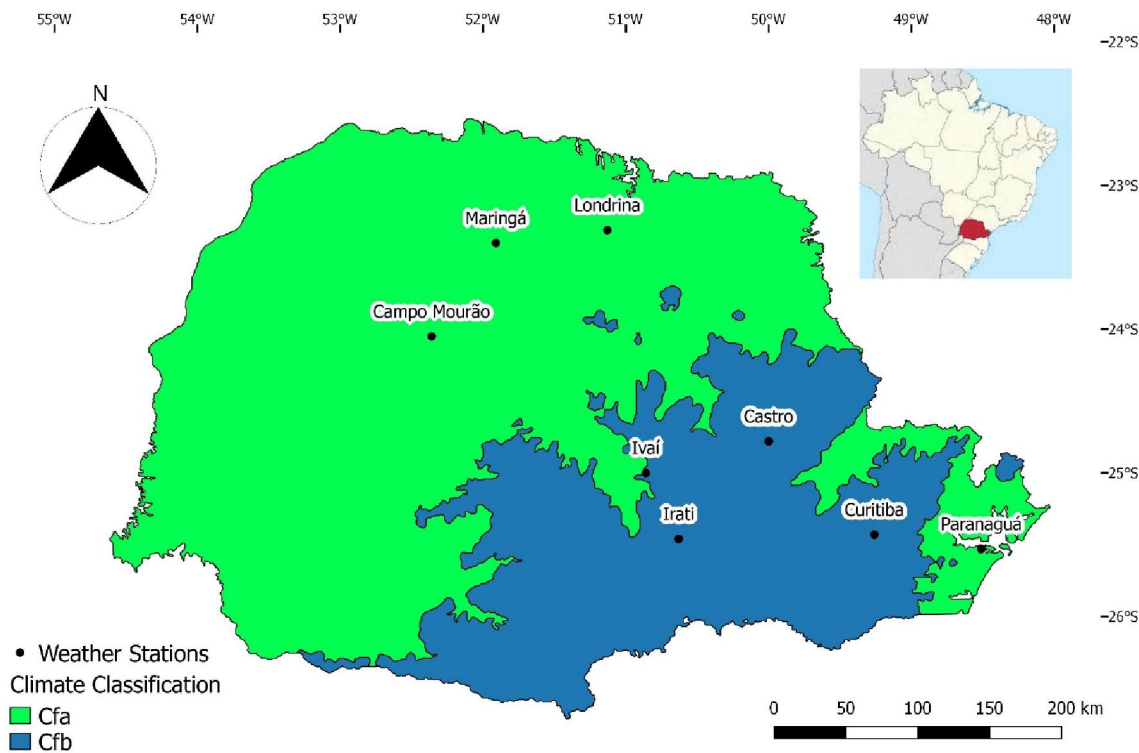 55°W 54°W 53°W 52°W 51°W 50°W 49°W 48°W
22°S
N
23°S
Londrina
Maringá
Campo Mourão
24°S
Castro
Ivaí
25°S
Irati
Curitiba
Paranaguá
26°S
Weather Stations
Climate Classification
Cfa
Cfb
0 50 100 150 200 km